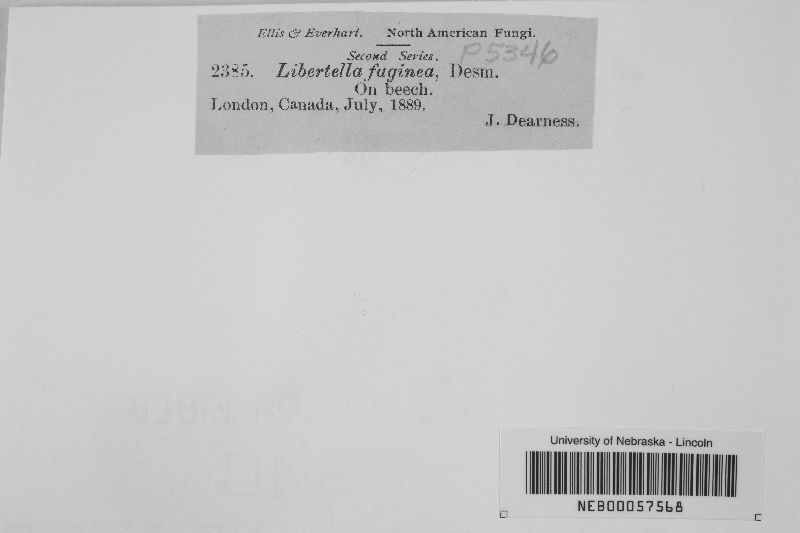 Ellis & Everhart. North American Fungi.
Second Series.
P5346
2385. Libertella faginea, Desm.
On beech.
London, Canada, July, 1889.
J. Dearness.
University of Nebraska - Lincoln
NEB00057568